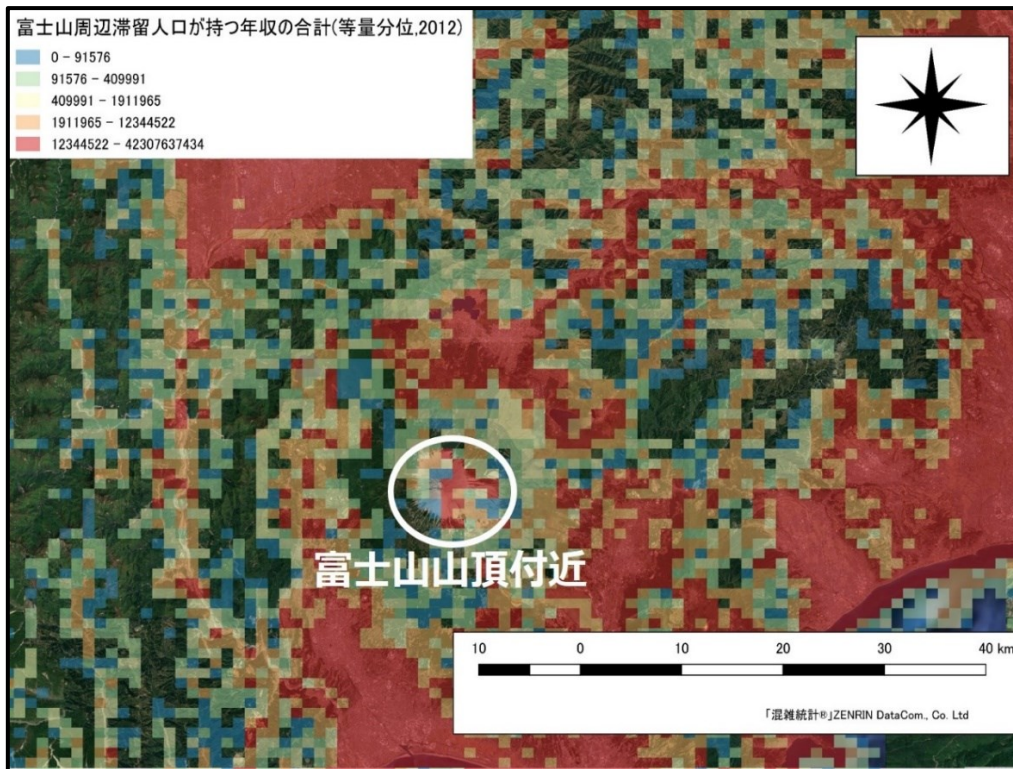 富士山周辺滞留人口が持つ年収の合計(等量分位,2012)
0 - 91576
91576 - 409991
409991 - 1911965
1911965 - 12344522
12344522 - 42307637434
富士山山頂付近
10 0 10 20 30 40 km
「混雑統計®」ZENRIN DataCom., Co. Ltd